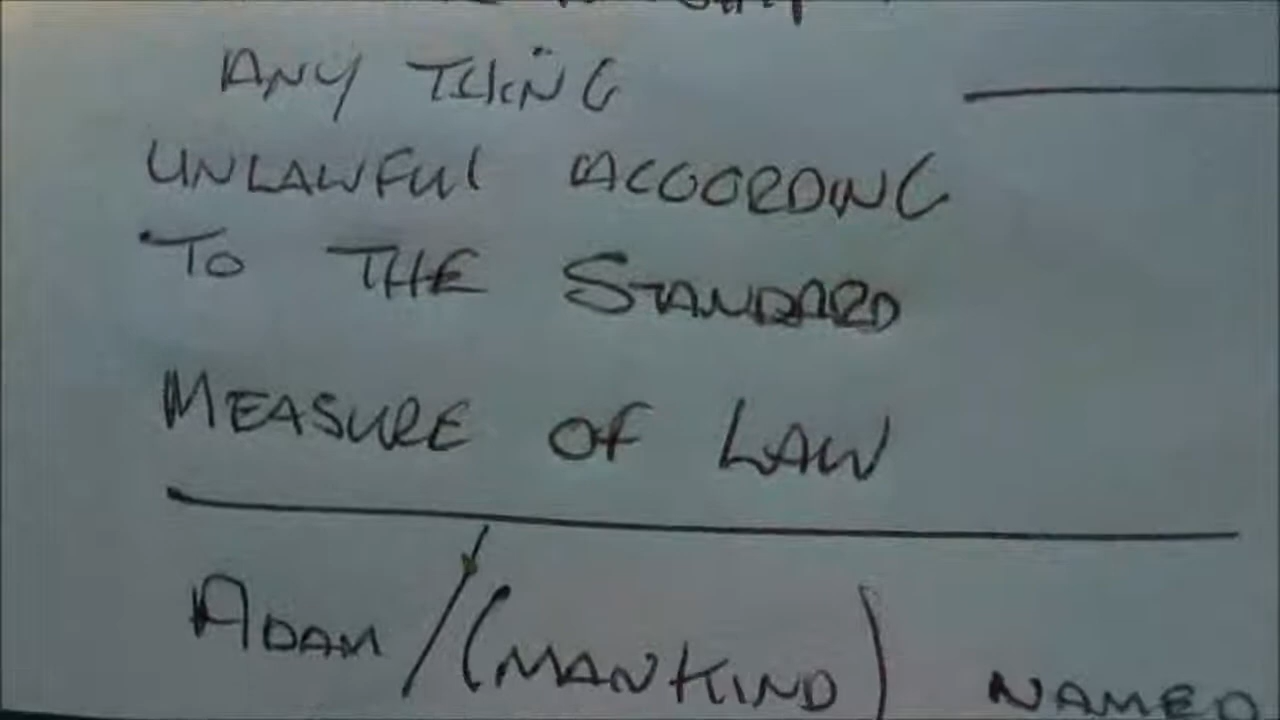 ANY THING
UNLAWFUL ACCORDING
TO THE STANDARD
MEASURE OF LAW
ADAM / (MANKIND) NAMED